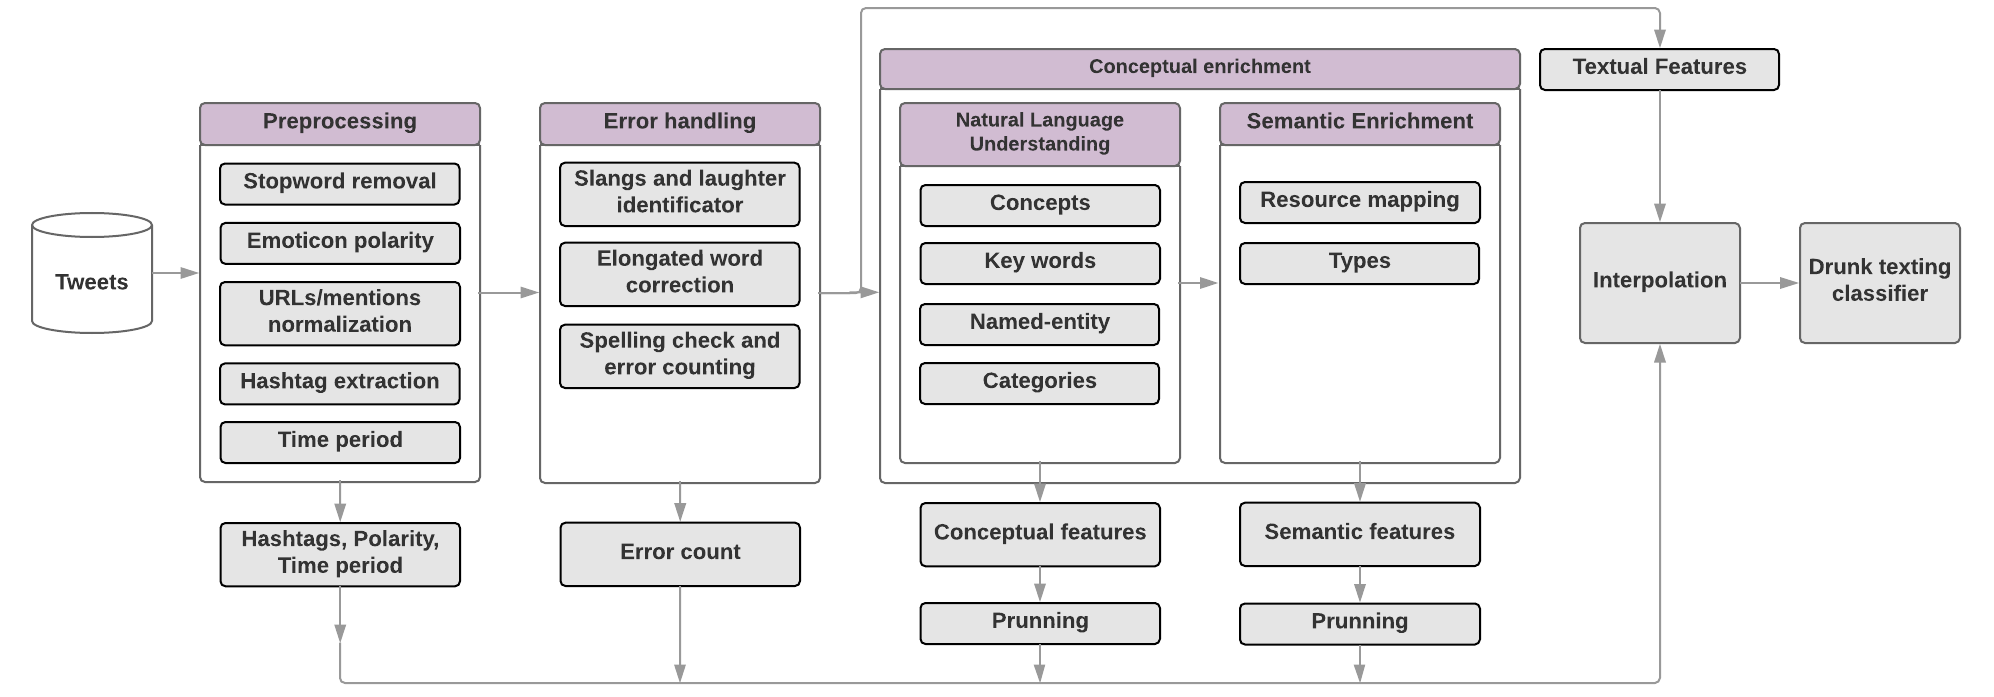 Tweets
Preprocessing
Stopword removal
Emoticon polarity
URLs/mentions
normalization
Hashtag extraction
Time period
Hashtags, Polarity,
Time period
Error handling
Slangs and laughter
identificator
Elongated word
correction
Spelling check and
error counting
Error count
Conceptual enrichment
Natural Language
Understanding
Concepts
Key words
Named-entity
Categories
Conceptual features
Prunning
Semantic Enrichment
Resource mapping
Types
Semantic features
Prunning
Textual Features
Interpolation
Drunk texting
classifier